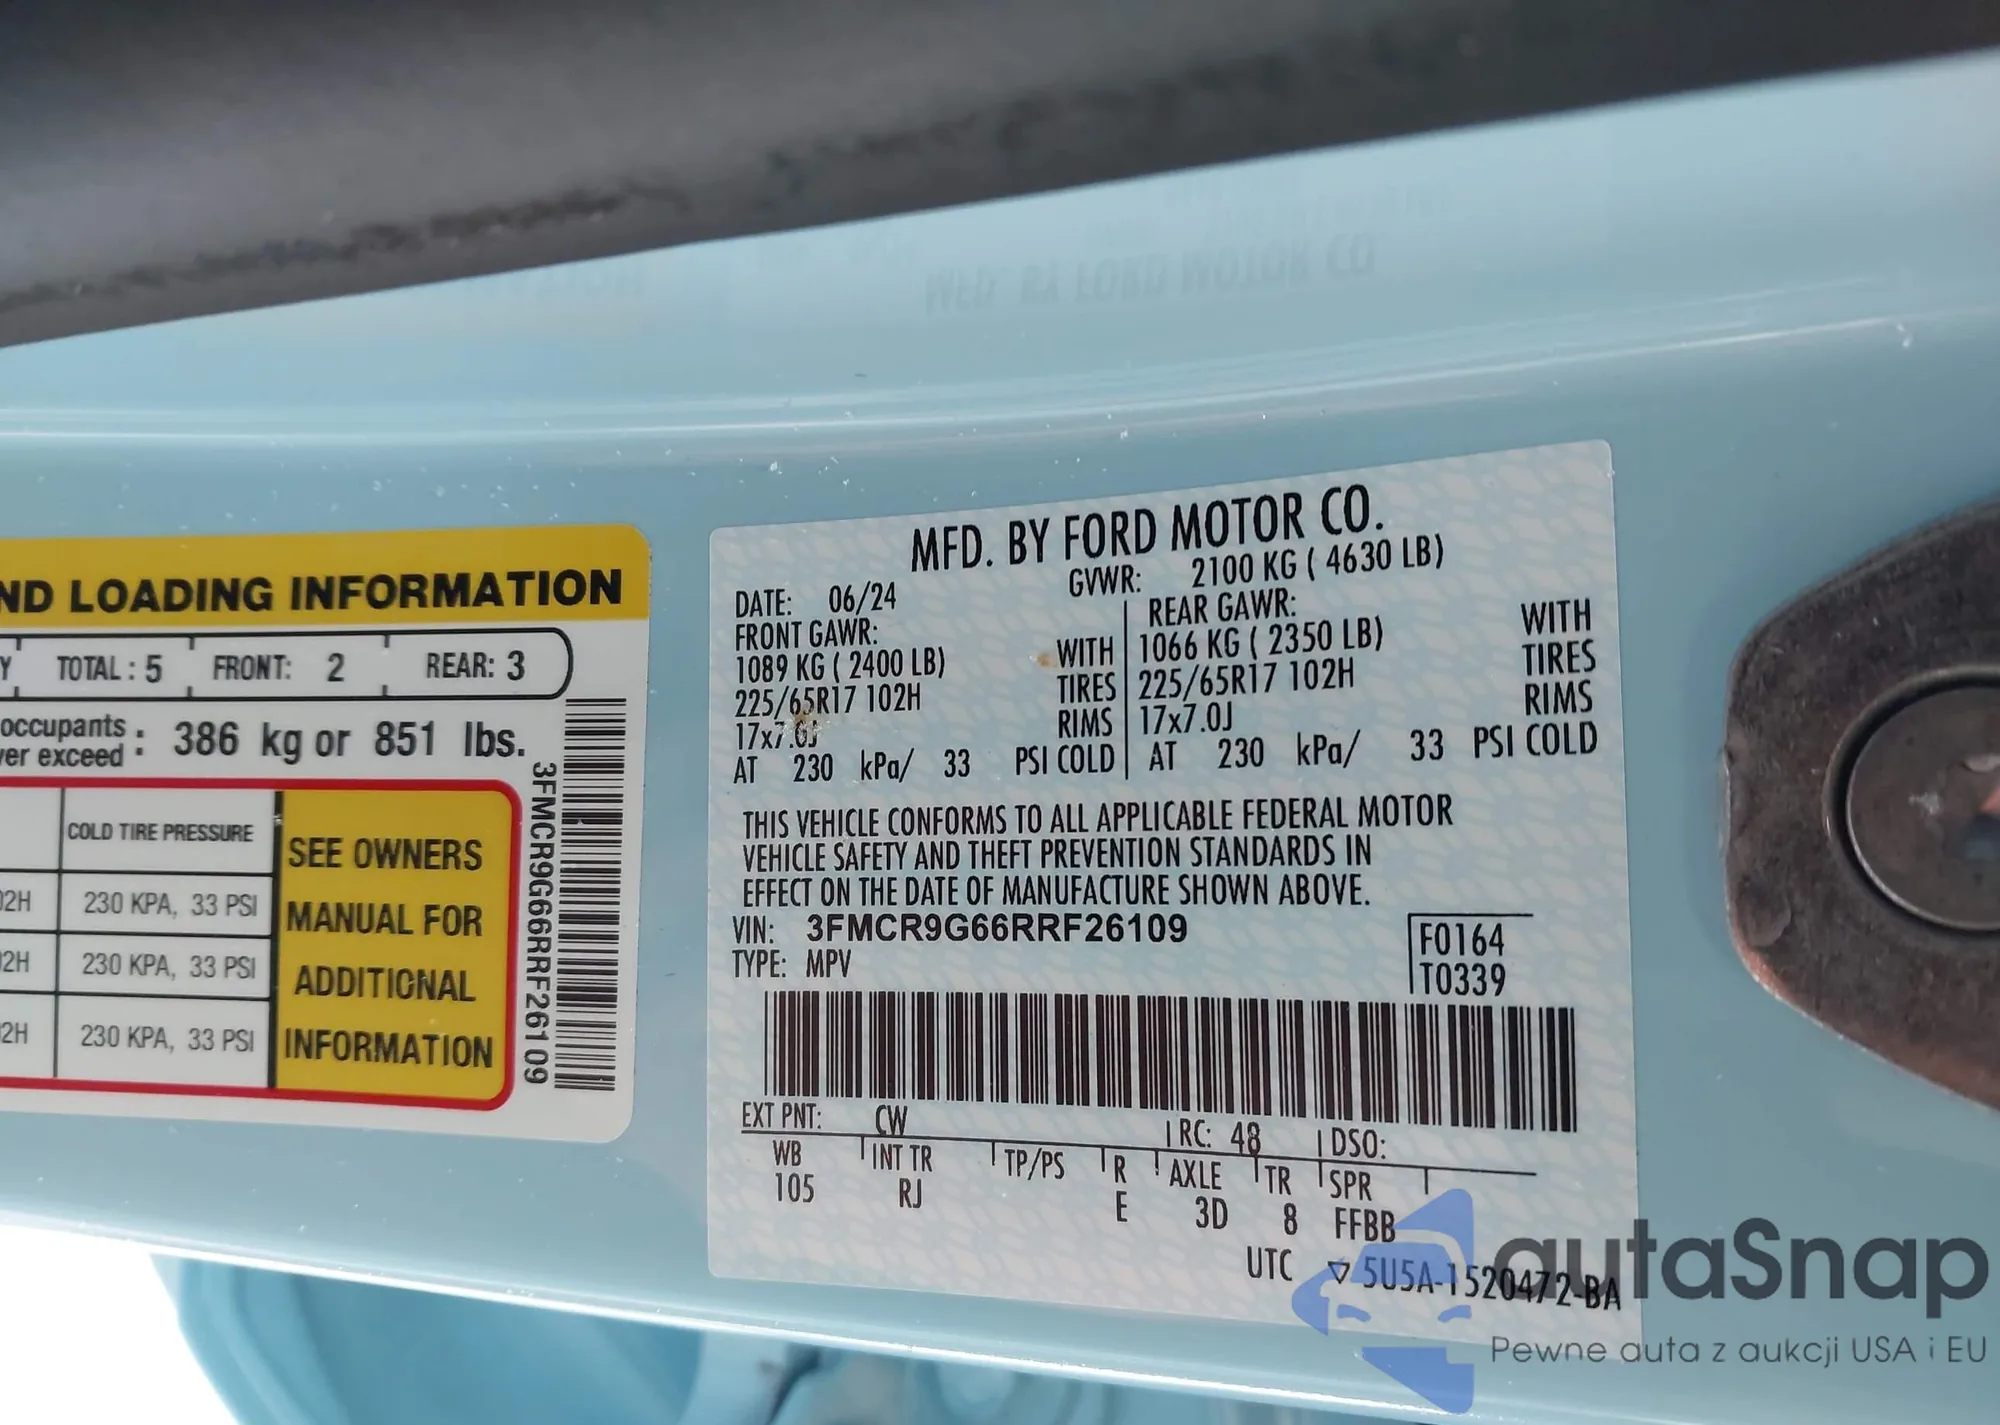 ND LOADING INFORMATION
Y TOTAL : 5 FRONT: 2 REAR: 3
occupants
ver exceed : 386 kg or 851 lbs.
COLD TIRE PRESSURE
02H 230 KPA, 33 PSI
2H 230 KPA, 33 PSI
2H 230 KPA, 33 PSI
SEE OWNERS
MANUAL FOR
ADDITIONAL
INFORMATION
3FMCR9G66RRF26109
MFD. BY FORD MOTOR CO.
DATE: 06/24 GVWR: 2100 KG ( 4630 LB)
FRONT GAWR: REAR GAWR:
1089 KG ( 2400 LB) WITH 1066 KG ( 2350 LB) WITH
225/65R17 102H TIRES 225/65R17 102H TIRES
17x7.0J RIMS 17x7.0J RIMS
AT 230 kPa/ 33 PSI COLD AT 230 kPa/ 33 PSI COLD
THIS VEHICLE CONFORMS TO ALL APPLICABLE FEDERAL MOTOR
VEHICLE SAFETY AND THEFT PREVENTION STANDARDS IN
EFFECT ON THE DATE OF MANUFACTURE SHOWN ABOVE.
VIN: 3FMCR9G66RRF26109 F0164
TYPE: MPV T0339
EXT PNT: CW RC: 48 DSO:
WB INT TR TP/PS R AXLE TR SPR
105 RJ E 3D 8 FFBB
UTC ▽ 5U5A-1520472-BA
autaSnap
Pewne auta z aukcji USA i EU